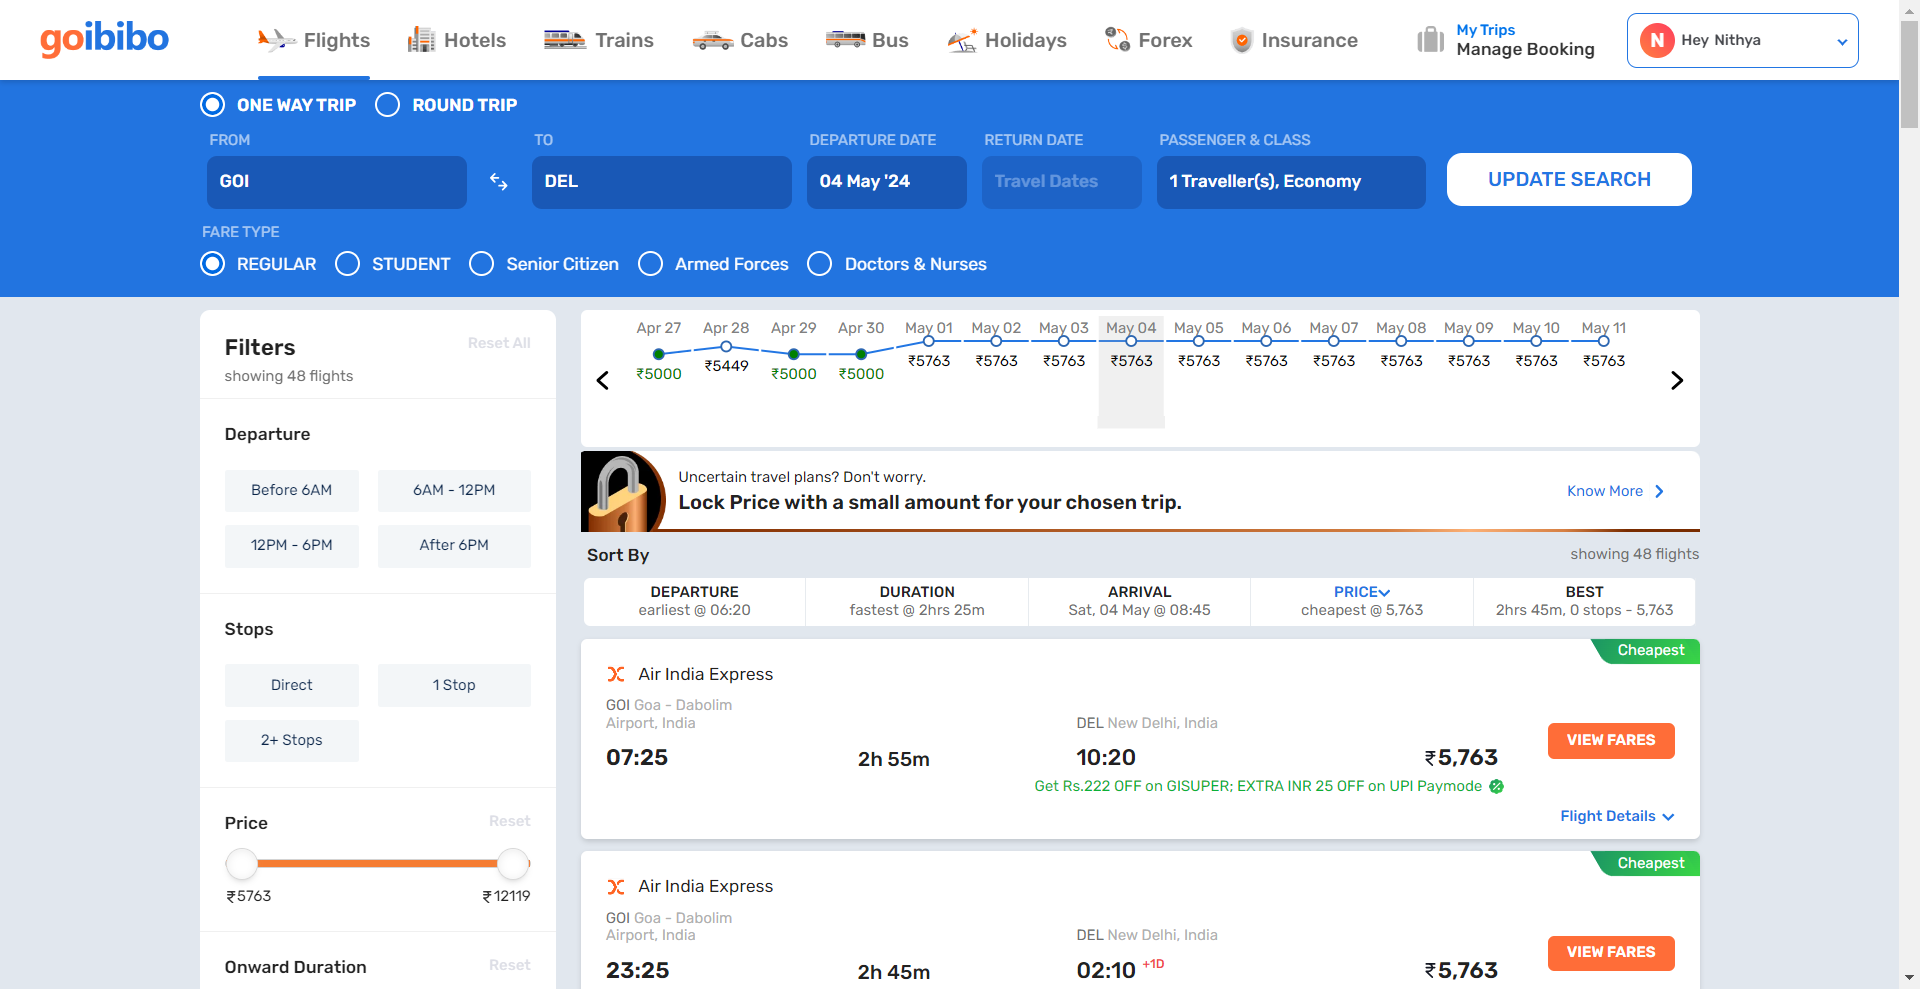 goibibo
Flights
Hotels
Trains
Cabs
Bus
Holidays
Forex
Insurance
My Trips
Manage Booking
N Hey Nithya
ONE WAY TRIP
ROUND TRIP
FROM
TO
DEPARTURE DATE
RETURN DATE
PASSENGER & CLASS
GOI
DEL
04 May '24
Travel Dates
1 Traveller(s), Economy
UPDATE SEARCH
FARE TYPE
REGULAR
STUDENT
Senior Citizen
Armed Forces
Doctors & Nurses
Filters
Reset All
showing 48 flights
Departure
Before 6AM
6AM - 12PM
12PM - 6PM
After 6PM
Stops
Direct
1 Stop
2+ Stops
Price
Reset
₹5763
₹12119
Onward Duration
Reset
Apr 27
Apr 28
Apr 29
Apr 30
May 01
May 02
May 03
May 04
May 05
May 06
May 07
May 08
May 09
May 10
May 11
₹5000
₹5449
₹5000
₹5000
₹5763
₹5763
₹5763
₹5763
₹5763
₹5763
₹5763
₹5763
₹5763
₹5763
₹5763
Uncertain travel plans? Don't worry.
Lock Price with a small amount for your chosen trip.
Know More
Sort By
showing 48 flights
DEPARTURE
earliest @ 06:20
DURATION
fastest @ 2hrs 25m
ARRIVAL
Sat, 04 May @ 08:45
PRICE
cheapest @ 5,763
BEST
2hrs 45m, 0 stops - 5,763
Cheapest
Air India Express
GOI Goa - Dabolim
Airport, India
DEL New Delhi, India
07:25
2h 55m
10:20
₹5,763
VIEW FARES
Get Rs.222 OFF on GISUPER; EXTRA INR 25 OFF on UPI Paymode
Flight Details
Cheapest
Air India Express
GOI Goa - Dabolim
Airport, India
DEL New Delhi, India
23:25
2h 45m
02:10 +1D
₹5,763
VIEW FARES